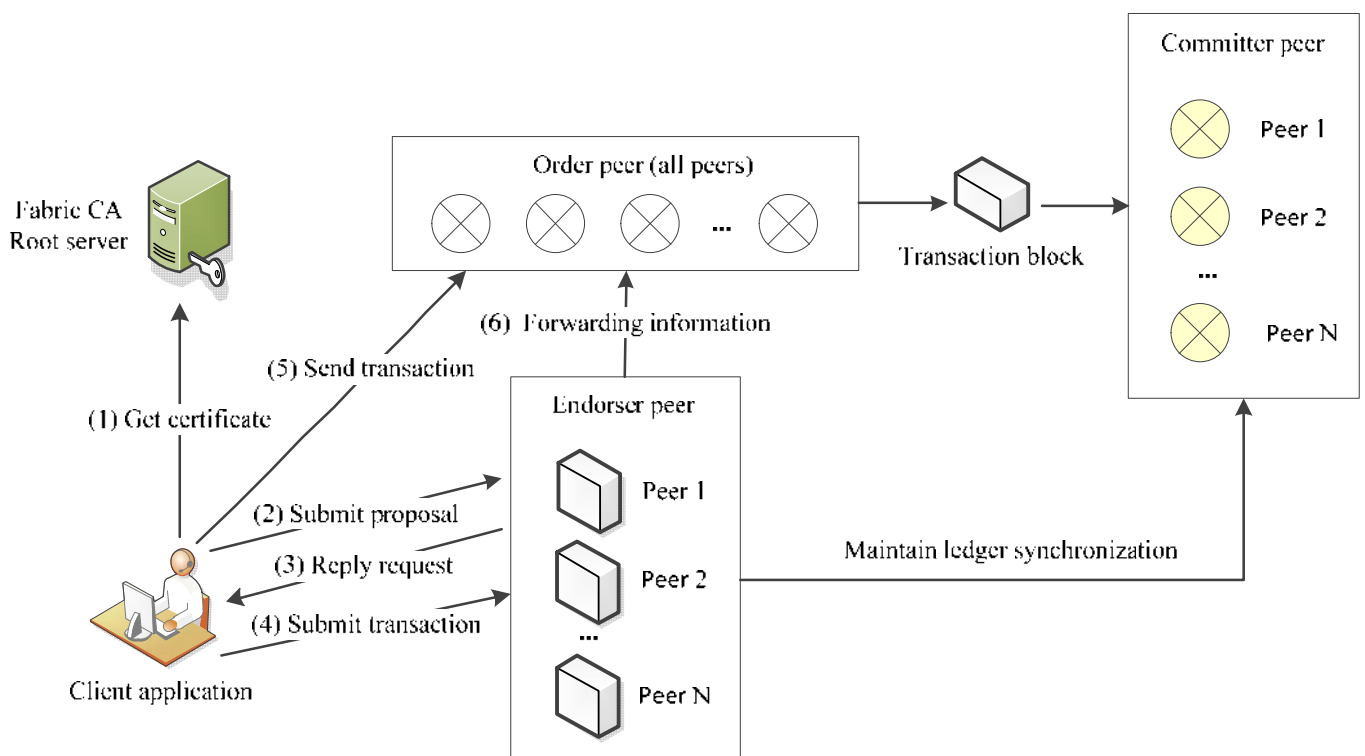 Committer peer
Peer 1
Peer 2
...
Peer N
Order peer (all peers)
...
Transaction block
Fabric CA
Root server
(6) Forwarding information
(5) Send transaction
(1) Get certificate
Endorser peer
Peer 1
Peer 2
...
Peer N
(2) Submit proposal
(3) Reply request
(4) Submit transaction
Maintain ledger synchronization
Client application